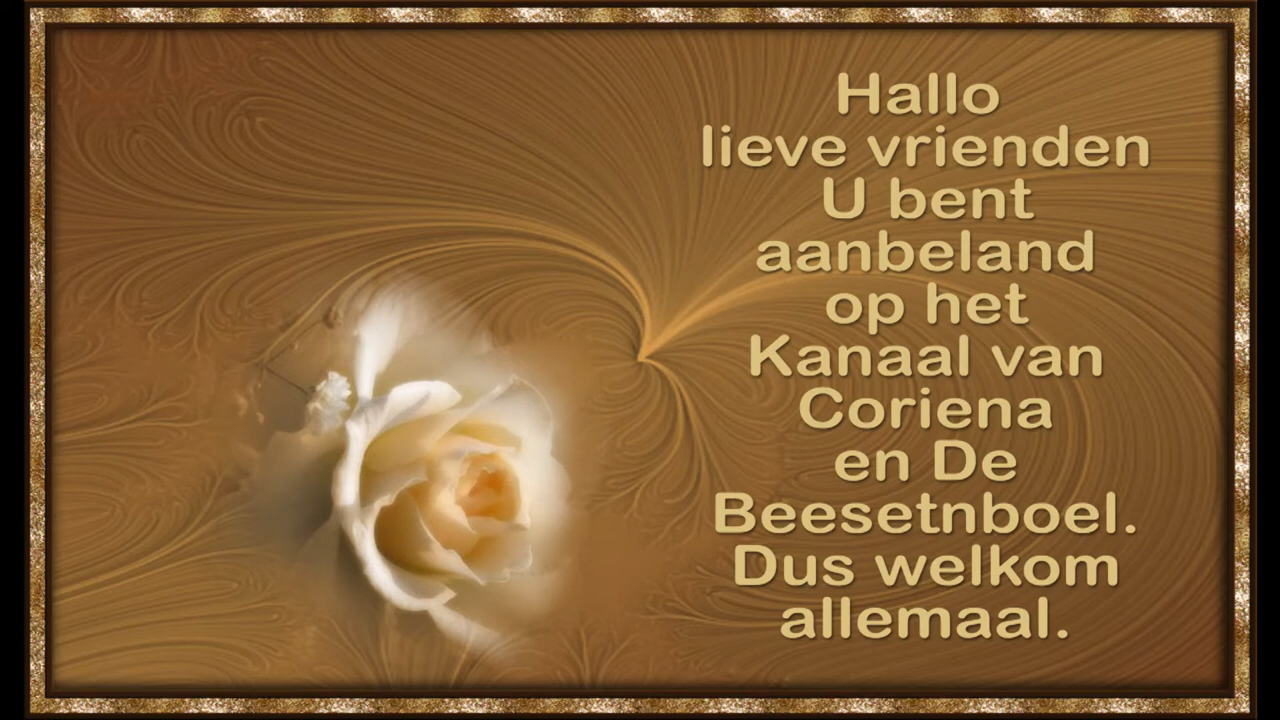 Hallo
lieve vrienden
U bent
aanbeland
op het
Kanaal van
Coriena
en De
Beesetnboel.
Dus welkom
allemaal.